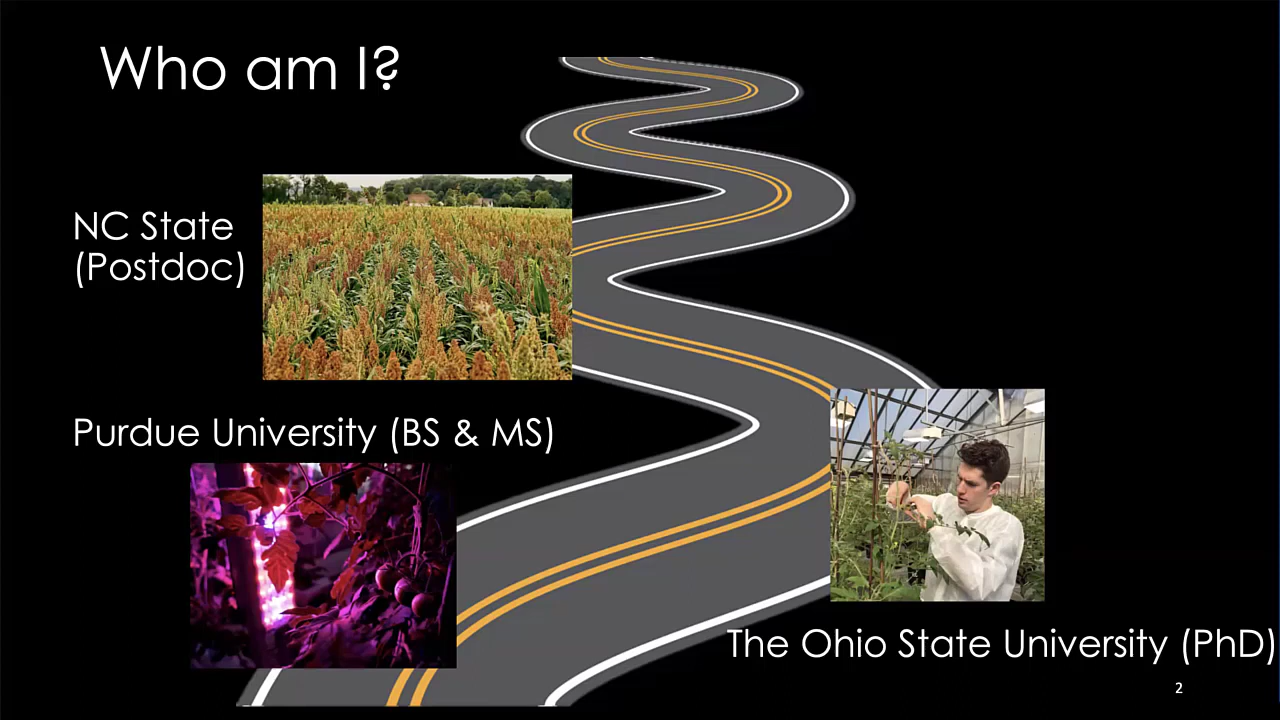 Who am I?
NC State
(Postdoc)
Purdue University (BS & MS)
The Ohio State University (PhD)
2